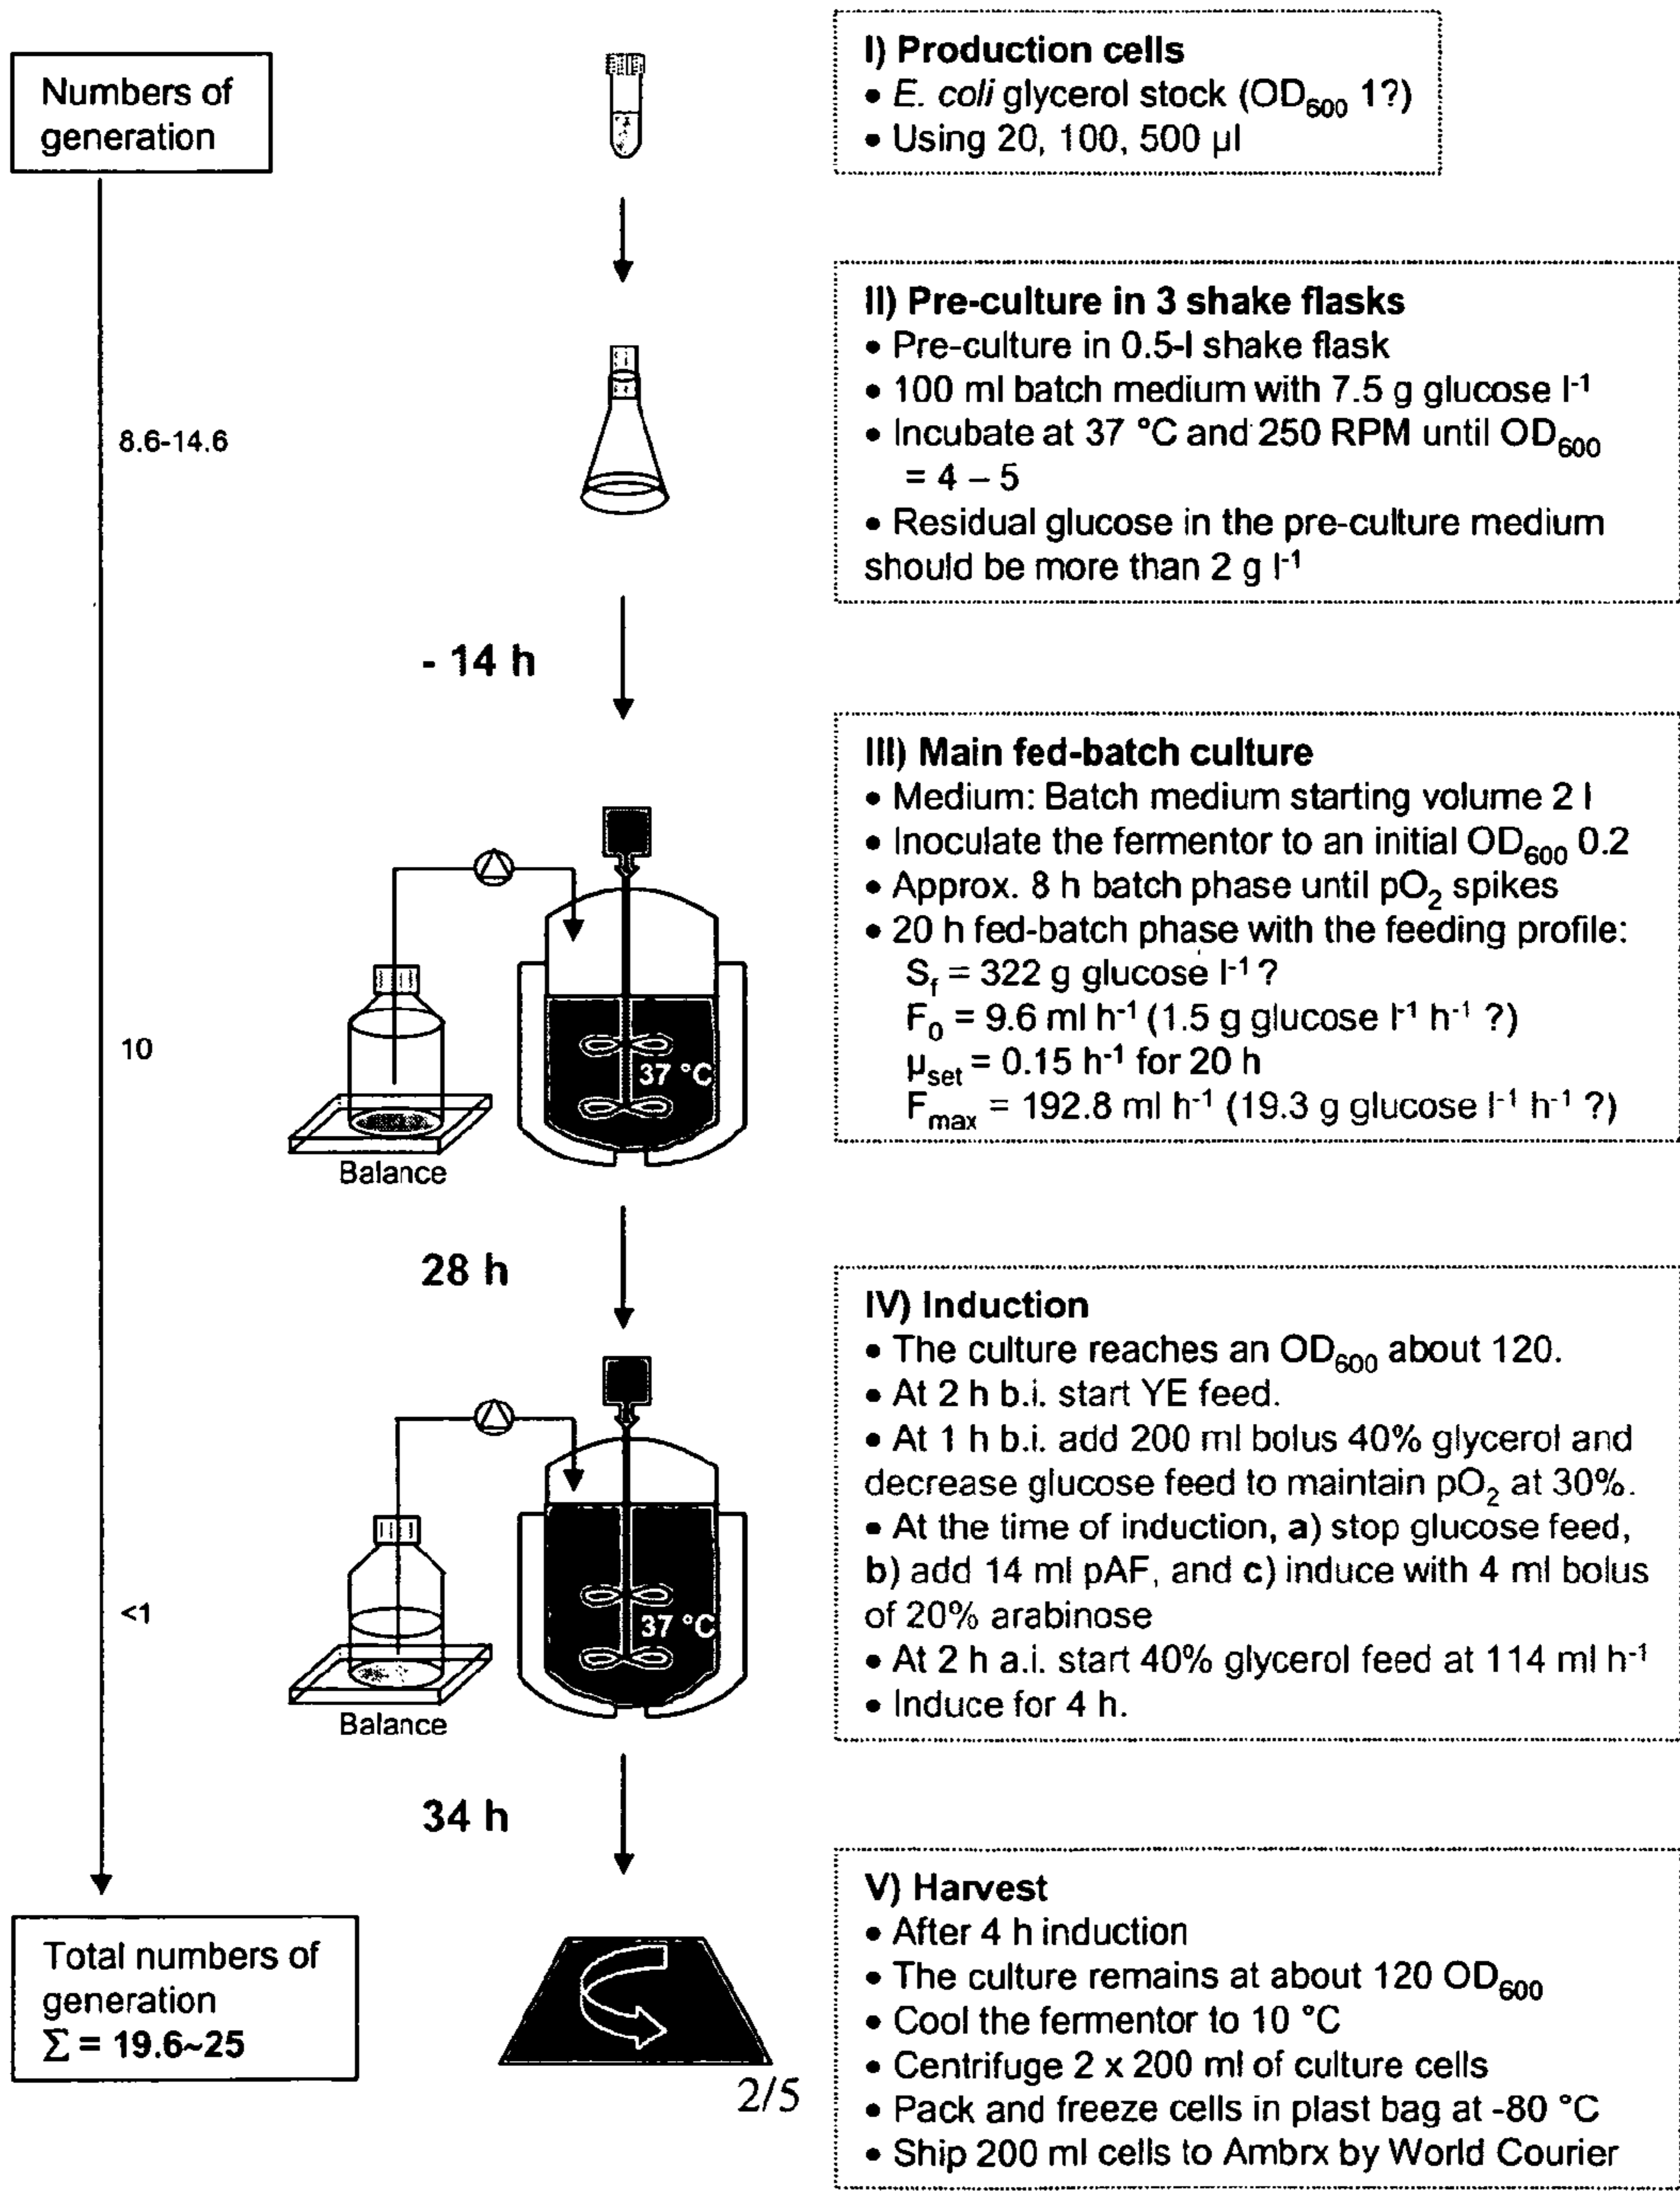 Numbers of
generation
I) Production cells
• E. coli glycerol stock (OD600 1?)
• Using 20, 100, 500 µl
II) Pre-culture in 3 shake flasks
• Pre-culture in 0.5-l shake flask
• 100 ml batch medium with 7.5 g glucose l-1
• Incubate at 37 °C and 250 RPM until OD600
= 4 – 5
• Residual glucose in the pre-culture medium
should be more than 2 g l-1
8.6-14.6
- 14 h
III) Main fed-batch culture
• Medium: Batch medium starting volume 2 l
• Inoculate the fermentor to an initial OD600 0.2
• Approx. 8 h batch phase until pO2 spikes
• 20 h fed-batch phase with the feeding profile:
Sf = 322 g glucose l-1 ?
F0 = 9.6 ml h-1 (1.5 g glucose l-1 h-1 ?)
µset = 0.15 h-1 for 20 h
Fmax = 192.8 ml h-1 (19.3 g glucose l-1 h-1 ?)
10
37 °C
Balance
28 h
IV) Induction
• The culture reaches an OD600 about 120.
• At 2 h b.i. start YE feed.
• At 1 h b.i. add 200 ml bolus 40% glycerol and
decrease glucose feed to maintain pO2 at 30%.
• At the time of induction, a) stop glucose feed,
b) add 14 ml pAF, and c) induce with 4 ml bolus
of 20% arabinose
• At 2 h a.i. start 40% glycerol feed at 114 ml h-1
• Induce for 4 h.
<1
37 °C
Balance
34 h
V) Harvest
• After 4 h induction
• The culture remains at about 120 OD600
• Cool the fermentor to 10 °C
• Centrifuge 2 x 200 ml of culture cells
• Pack and freeze cells in plast bag at -80 °C
• Ship 200 ml cells to Ambrx by World Courier
Total numbers of
generation
Σ = 19.6~25
2/5